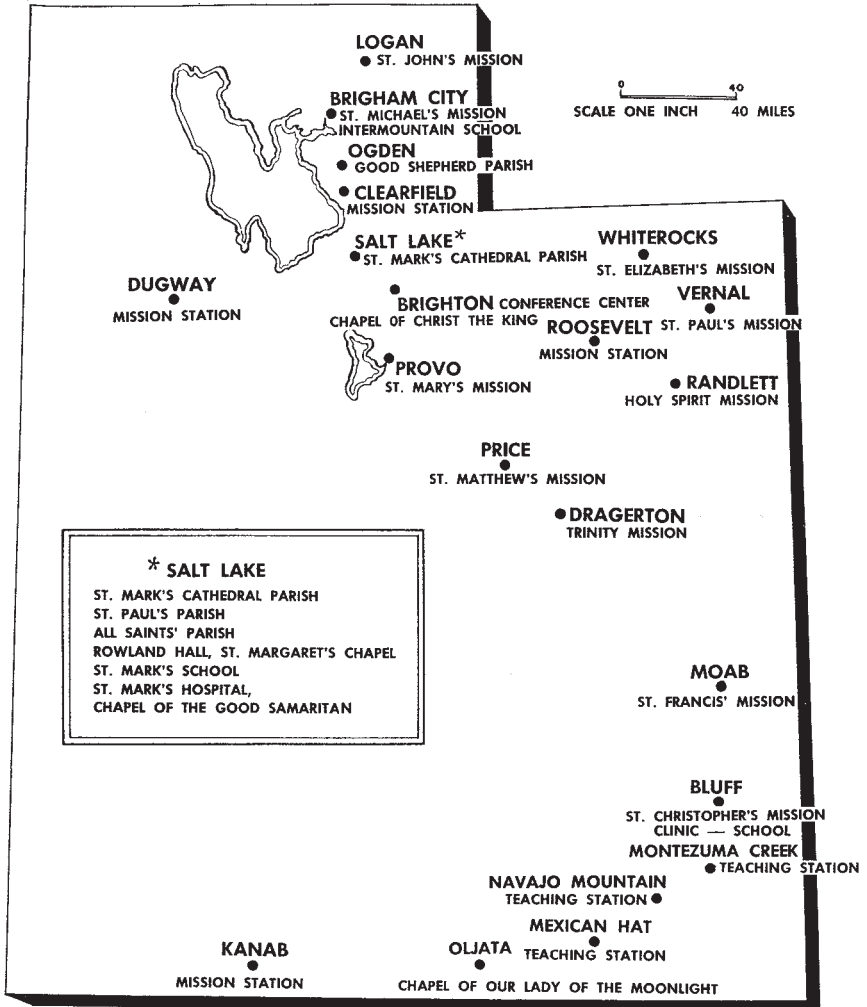 LOGAN
ST. JOHN'S MISSION
0 40
SCALE ONE INCH 40 MILES
BRIGHAM CITY
ST. MICHAEL'S MISSION
INTERMOUNTAIN SCHOOL
OGDEN
GOOD SHEPHERD PARISH
CLEARFIELD
MISSION STATION
SALT LAKE*
ST. MARK'S CATHEDRAL PARISH
WHITEROCKS
ST. ELIZABETH'S MISSION
DUGWAY
MISSION STATION
BRIGHTON CONFERENCE CENTER
CHAPEL OF CHRIST THE KING
VERNAL
ST. PAUL'S MISSION
ROOSEVELT
MISSION STATION
PROVO
ST. MARY'S MISSION
RANDLETT
HOLY SPIRIT MISSION
PRICE
ST. MATTHEW'S MISSION
DRAGERTON
TRINITY MISSION
* SALT LAKE
ST. MARK'S CATHEDRAL PARISH
ST. PAUL'S PARISH
ALL SAINTS' PARISH
ROWLAND HALL, ST. MARGARET'S CHAPEL
ST. MARK'S SCHOOL
ST. MARK'S HOSPITAL,
CHAPEL OF THE GOOD SAMARITAN
MOAB
ST. FRANCIS' MISSION
BLUFF
ST. CHRISTOPHER'S MISSION
CLINIC — SCHOOL
MONTEZUMA CREEK
TEACHING STATION
NAVAJO MOUNTAIN
TEACHING STATION
MEXICAN HAT
TEACHING STATION
KANAB
MISSION STATION
OLJATA
CHAPEL OF OUR LADY OF THE MOONLIGHT